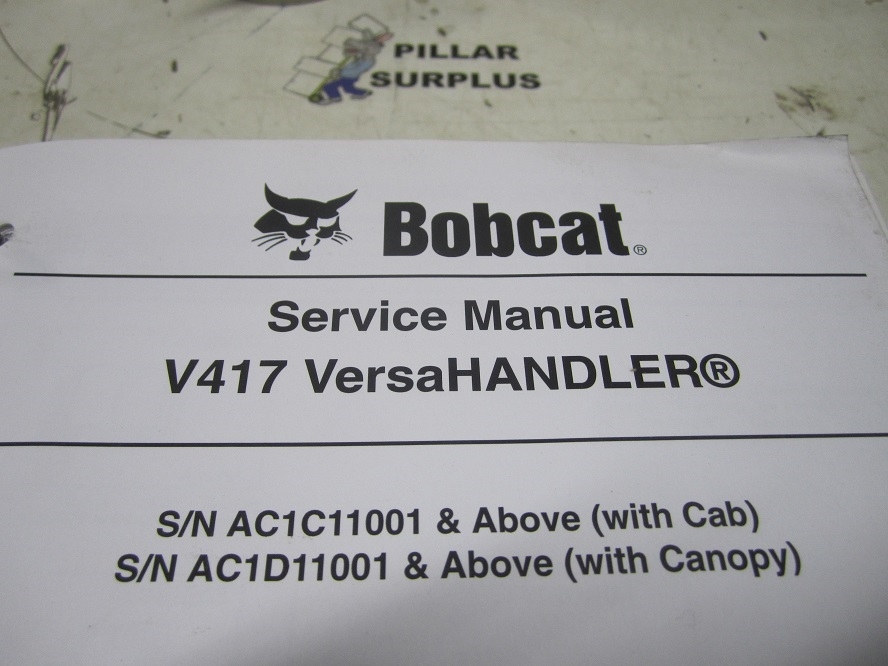 PILLAR
SURPLUS
Bobcat®
Service Manual
V417 VersaHANDLER®
S/N AC1C11001 & Above (with Cab)
S/N AC1D11001 & Above (with Canopy)